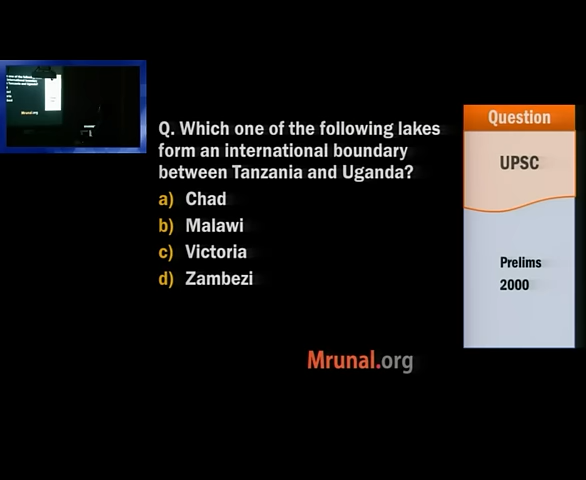 Q. Which one of the following lakes
form an international boundary
between Tanzania and Uganda?
a) Chad
b) Malawi
c) Victoria
d) Zambezi
Question
UPSC
Prelims
2000
Mrunal.org